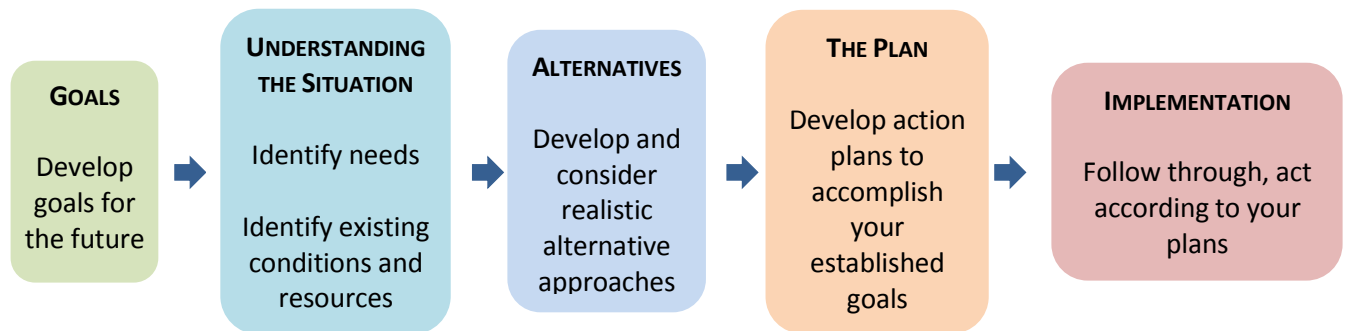 GOALS
Develop
goals for
the future
UNDERSTANDING
THE SITUATION
Identify needs
Identify existing
conditions and
resources
ALTERNATIVES
Develop and
consider
realistic
alternative
approaches
THE PLAN
Develop action
plans to
accomplish
your
established
goals
IMPLEMENTATION
Follow through, act
according to your
plans